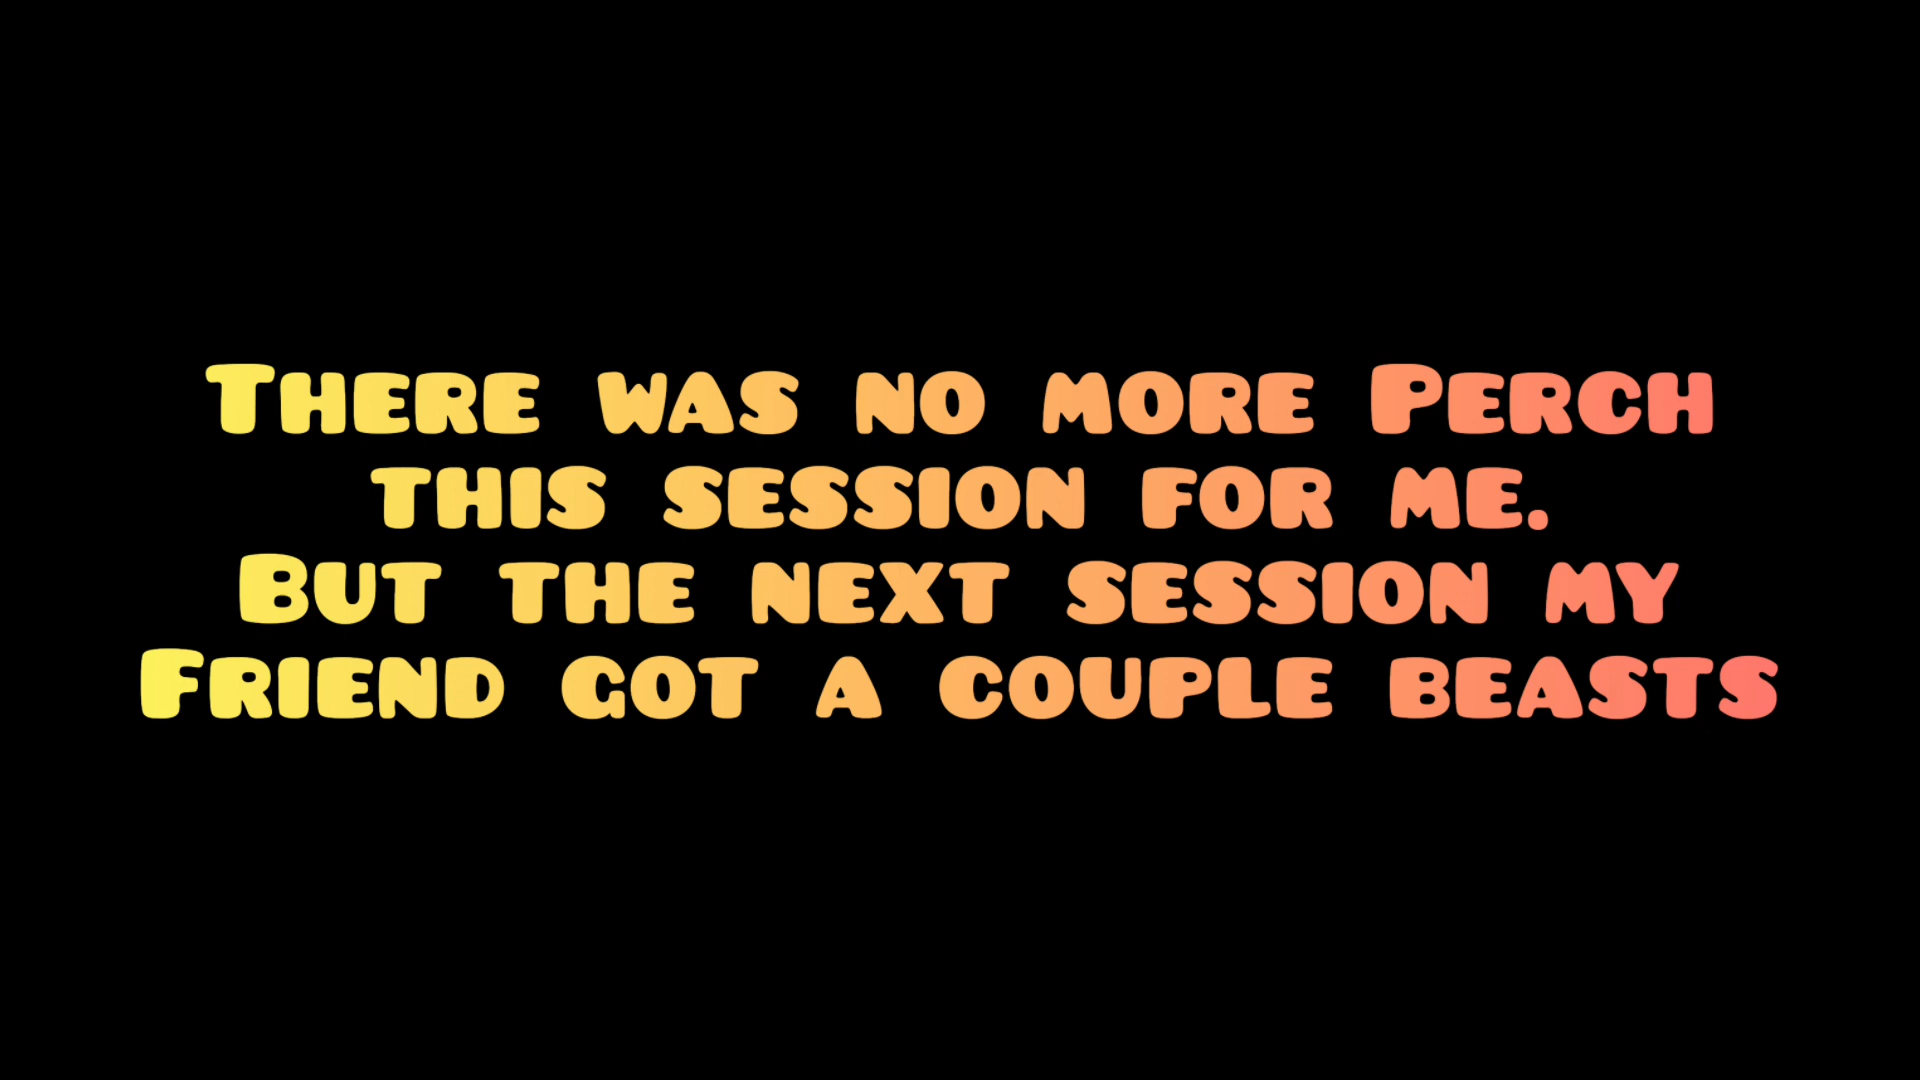 There was no more Perch
this session for me.
But the next session my
Friend got a couple beasts